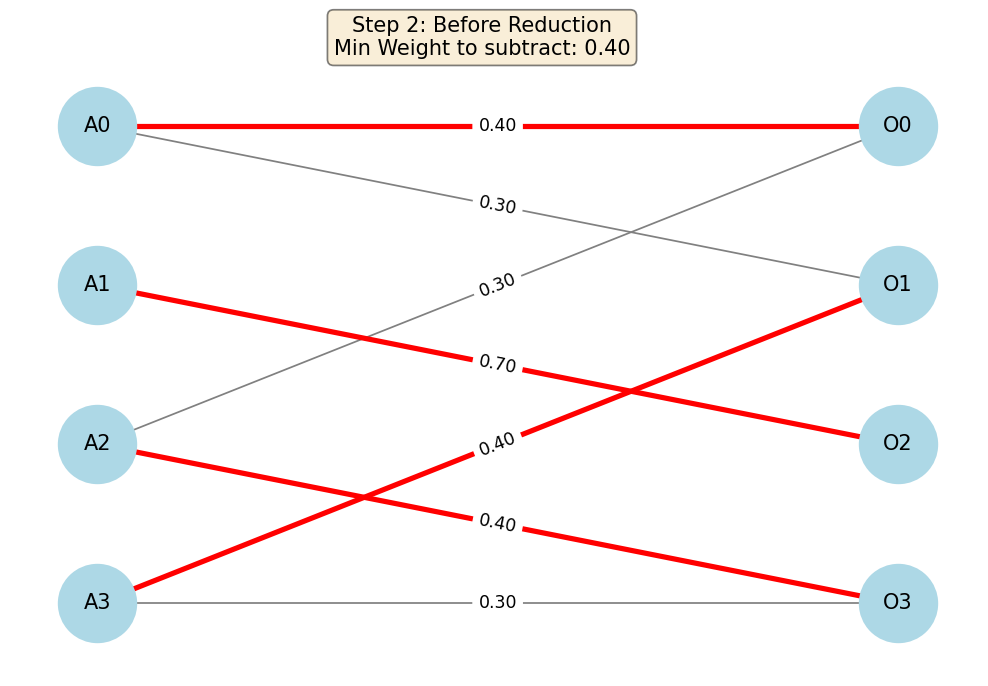 Step 2: Before Reduction
Min Weight to subtract: 0.40
A0
0.40
O0
0.30
A1
0.30
O1
0.70
A2
0.40
O2
0.40
A3
0.30
O3